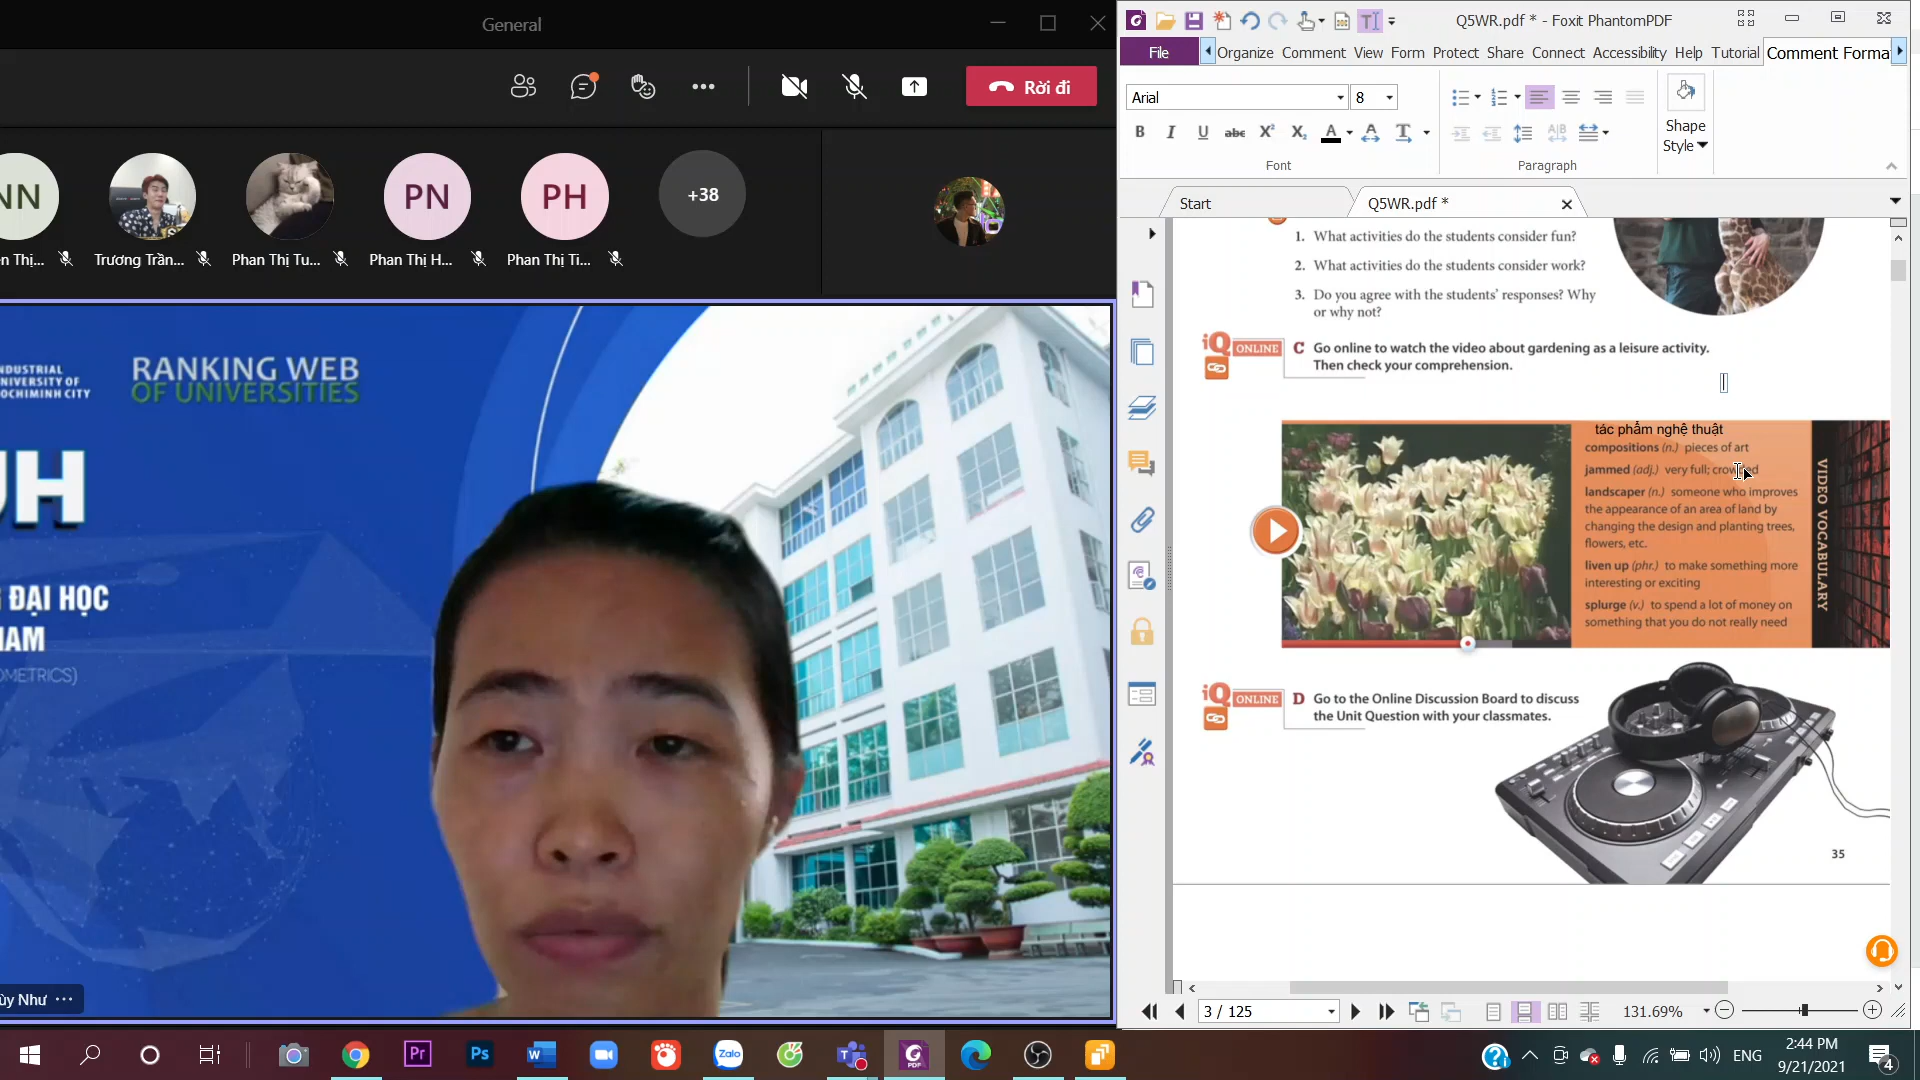 General
Rời đi
NN
PN
PH
+38
Trương Trần...
Phan Thị Tu...
Phan Thị H...
Phan Thị Ti...
RANKING WEB
OF UNIVERSITIES
NDUSTRIAL
NIVERSITY OF
OCHIMINH CITY
UH
ĐẠI HỌC
NAM
OMETRICS)
ùy Như
Q5WR.pdf * - Foxit PhantomPDF
File
Organize
Comment
View
Form
Protect
Share
Connect
Accessibility
Help
Tutorial
Comment Forma
Arial
8
Font
Paragraph
Shape
Style
Start
Q5WR.pdf *
1. What activities do the students consider fun?
2. What activities do the students consider work?
3. Do you agree with the students' responses? Why
or why not?
iQ ONLINE
C Go online to watch the video about gardening as a leisure activity.
Then check your comprehension.
tác phẩm nghệ thuật
compositions (n.) pieces of art
jammed (adj.) very full; crowded
landscaper (n.) someone who improves
the appearance of an area of land by
changing the design and planting trees,
flowers, etc.
liven up (phr.) to make something more
interesting or exciting
splurge (v.) to spend a lot of money on
something that you do not really need
VIDEO VOCABULARY
iQ ONLINE
D Go to the Online Discussion Board to discuss
the Unit Question with your classmates.
35
3 / 125
131.69%
Pr
Ps
Zalo
PDF
ENG
2:44 PM
9/21/2021
4